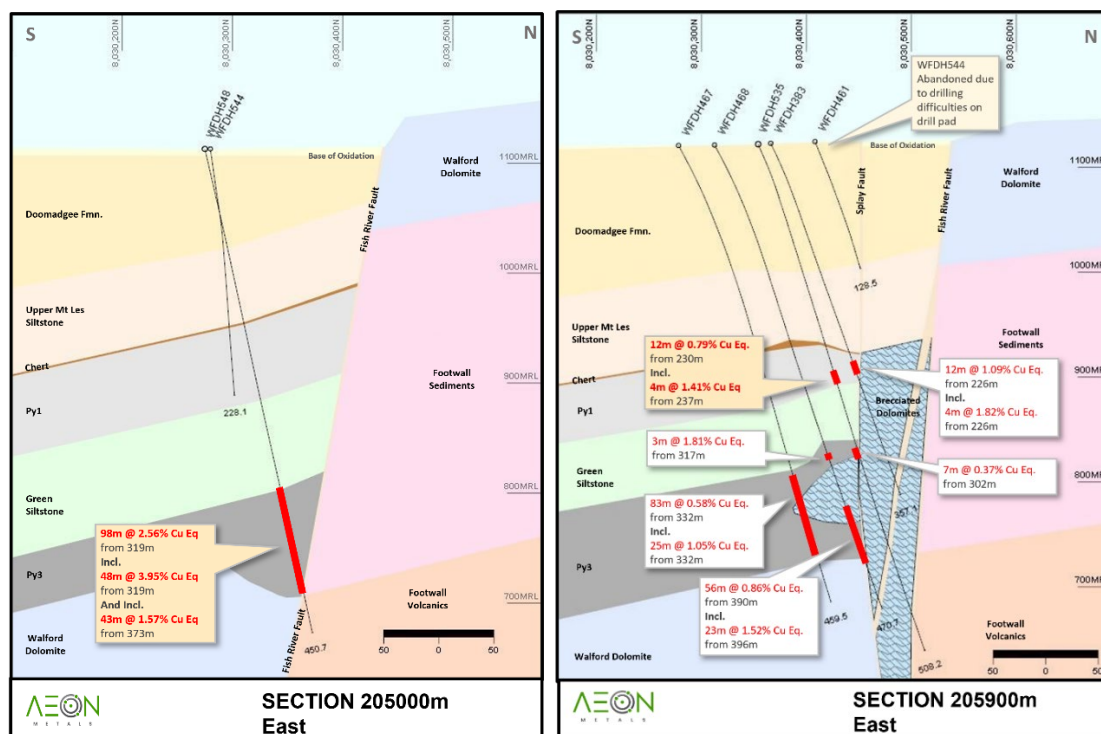 S
N
8,030,200N
8,030,300N
8,030,400N
8,030,500N
WFDH548
WFDH544
Base of Oxidation
1100MRL
Walford
Dolomite
Doomadgee Fmn.
Fish River Fault
1000MRL
Upper Mt Les
Siltstone
Footwall
Sediments
Chert
900MRL
Py1
228.1
Green
Siltstone
800MRL
98m @ 2.56% Cu Eq
from 319m
Incl.
48m @ 3.95% Cu Eq
from 319m
And Incl.
43m @ 1.57% Cu Eq
from 373m
Py3
Footwall
Volcanics
700MRL
Fish River Fault
450.7
Walford
Dolomite
50 0 50
AEON
METALS
SECTION 205000m
East
S
N
8,030,200N
8,030,300N
8,030,400N
8,030,500N
8,030,600N
WFDH544
Abandoned due
to drilling
difficulties on
drill pad
WFDH467
WFDH468
WFDH535
WFDH383
WFDH461
Base of Oxidation
1100MRL
Walford
Dolomite
Splay Fault
Fish River Fault
Doomadgee Fmn.
1000MRL
128.5
Upper Mt Les
Siltstone
Footwall
Sediments
12m @ 0.79% Cu Eq.
from 230m
Incl.
4m @ 1.41% Cu Eq
from 237m
900MRL
12m @ 1.09% Cu Eq.
from 226m
Incl.
4m @ 1.82% Cu Eq.
from 226m
Chert
Brecciated
Dolomites
Py1
3m @ 1.81% Cu Eq.
from 317m
7m @ 0.37% Cu Eq.
from 302m
Green
Siltstone
800MRL
83m @ 0.58% Cu Eq.
from 332m
Incl.
25m @ 1.05% Cu Eq.
from 332m
357.1
Py3
56m @ 0.86% Cu Eq.
from 390m
Incl.
23m @ 1.52% Cu Eq.
from 396m
700MRL
459.5
470.7
508.2
Footwall
Volcanics
Walford Dolomite
50 0 50
AEON
METALS
SECTION 205900m
East